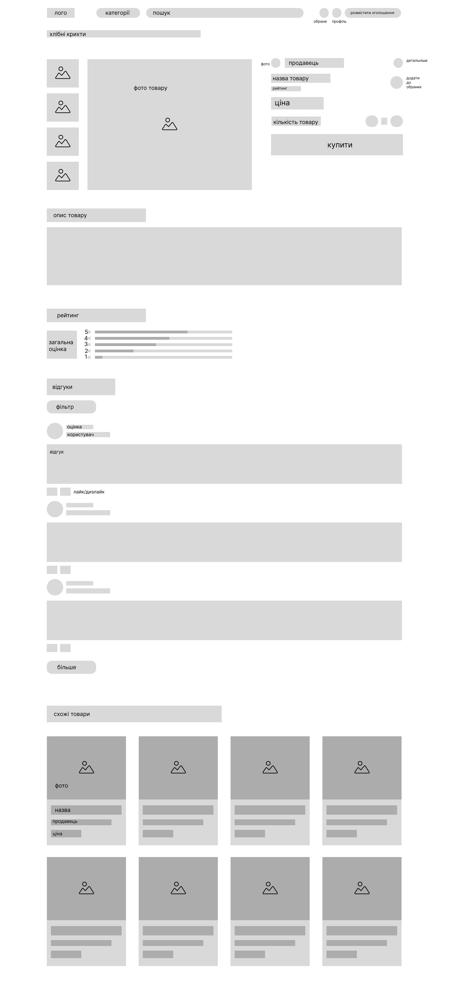 лого
категорії
пошук
розмістити оголошення
обране
профіль
хлібні крихти
фото товару
фото
продавець
детальніше
назва товару
додати
до
обраних
рейтинг
ціна
кількість товару
купити
опис товару
рейтинг
загальна
оцінка
5
4
3
2
1
відгуки
фільтр
оцінка
користувач
відгук
лайк/дизлайк
більше
схожі товари
фото
назва
продавець
ціна